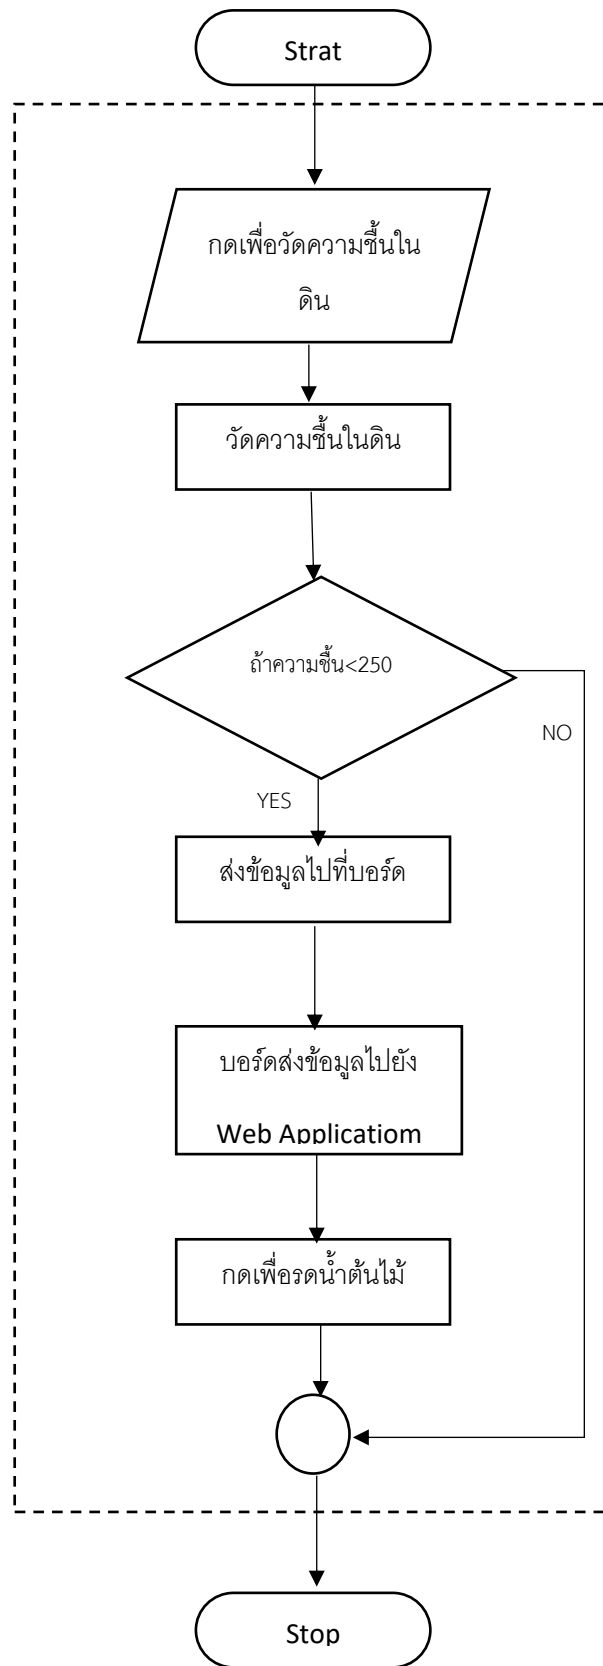 Strat
กดเพื่อวัดความชื้นใน
ดิน
วัดความชื้นในดิน
ถ้าความชื้น<250
NO
YES
ส่งข้อมูลไปที่บอร์ด
บอร์ดส่งข้อมูลไปยัง
Web Applicatiom
กดเพื่อรดน้ำต้นไม้
Stop